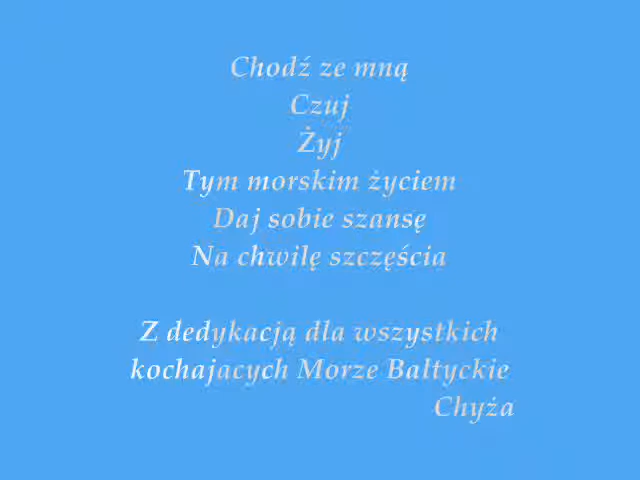 Chodź ze mną
Czuj
Żyj
Tym morskim życiem
Daj sobie szansę
Na chwilę szczęścia
Z dedykacją dla wszystkich
kochajacych Morze Bałtyckie
Chyża